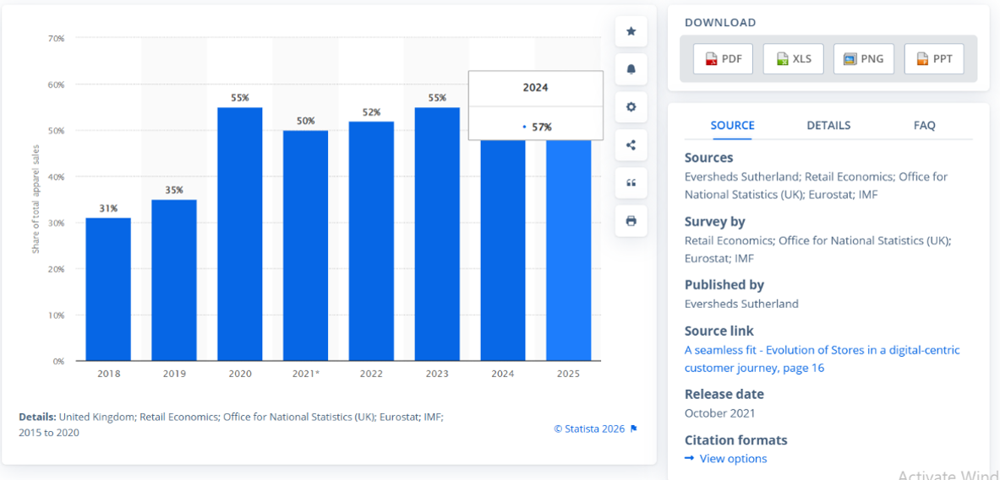 70%
60%
50%
40%
30%
20%
10%
0%
Share of total apparel sales
31%
35%
55%
50%
52%
55%
2024
• 57%
2018
2019
2020
2021*
2022
2023
2024
2025
Details: United Kingdom; Retail Economics; Office for National Statistics (UK); Eurostat; IMF;
2015 to 2020
© Statista 2026
DOWNLOAD
PDF
XLS
PNG
PPT
SOURCE
DETAILS
FAQ
Sources
Eversheds Sutherland; Retail Economics; Office for
National Statistics (UK); Eurostat; IMF
Survey by
Retail Economics; Office for National Statistics (UK);
Eurostat; IMF
Published by
Eversheds Sutherland
Source link
A seamless fit - Evolution of Stores in a digital-centric
customer journey, page 16
Release date
October 2021
Citation formats
View options
Activate Wind